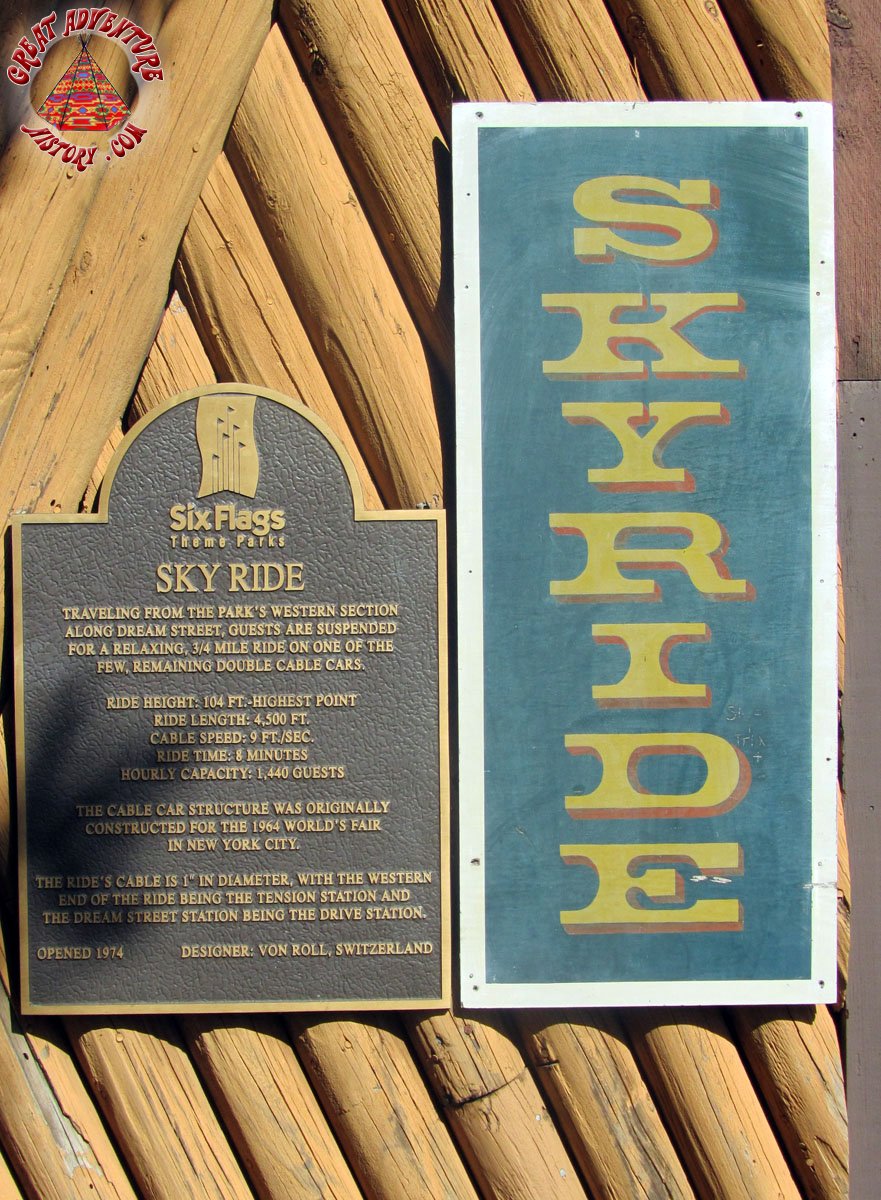 GREAT ADVENTURE
HISTORY.COM
SKYRIDE
Six Flags
Theme Parks
SKY RIDE
TRAVELING FROM THE PARK'S WESTERN SECTION
ALONG DREAM STREET, GUESTS ARE SUSPENDED
FOR A RELAXING, 3/4 MILE RIDE ON ONE OF THE
FEW, REMAINING DOUBLE CABLE CARS.
RIDE HEIGHT: 104 FT.-HIGHEST POINT
RIDE LENGTH: 4,500 FT.
CABLE SPEED: 9 FT./SEC.
RIDE TIME: 8 MINUTES
HOURLY CAPACITY: 1,440 GUESTS
THE CABLE CAR STRUCTURE WAS ORIGINALLY
CONSTRUCTED FOR THE 1964 WORLD'S FAIR
IN NEW YORK CITY.
THE RIDE'S CABLE IS 1" IN DIAMETER, WITH THE WESTERN
END OF THE RIDE BEING THE TENSION STATION AND
THE DREAM STREET STATION BEING THE DRIVE STATION.
OPENED 1974 DESIGNER: VON ROLL, SWITZERLAND